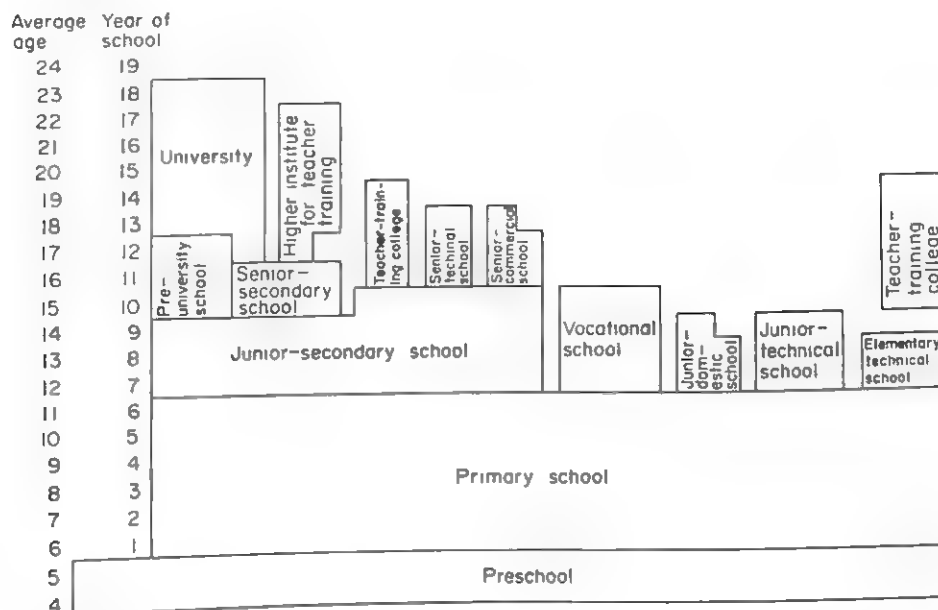 Average age
Year of school
24 19
23 18
22 17
21 16
20 15
19 14
18 13
17 12
16 11
15 10
14 9
13 8
12 7
11 6
10 5
9 4
8 3
7 2
6 1
5
4
University
Higher institute
for teacher
training
Pre-
university
school
Senior-
secondary
school
Teacher-train-
ing college
Senior-
techinal
school
Senior-
commercial
school
Junior-secondary school
Vocational
school
Junior-
dom-
estic
school
Junior-
technical
school
Elementary
technical
school
Teacher-
training
college
Primary school
Preschool